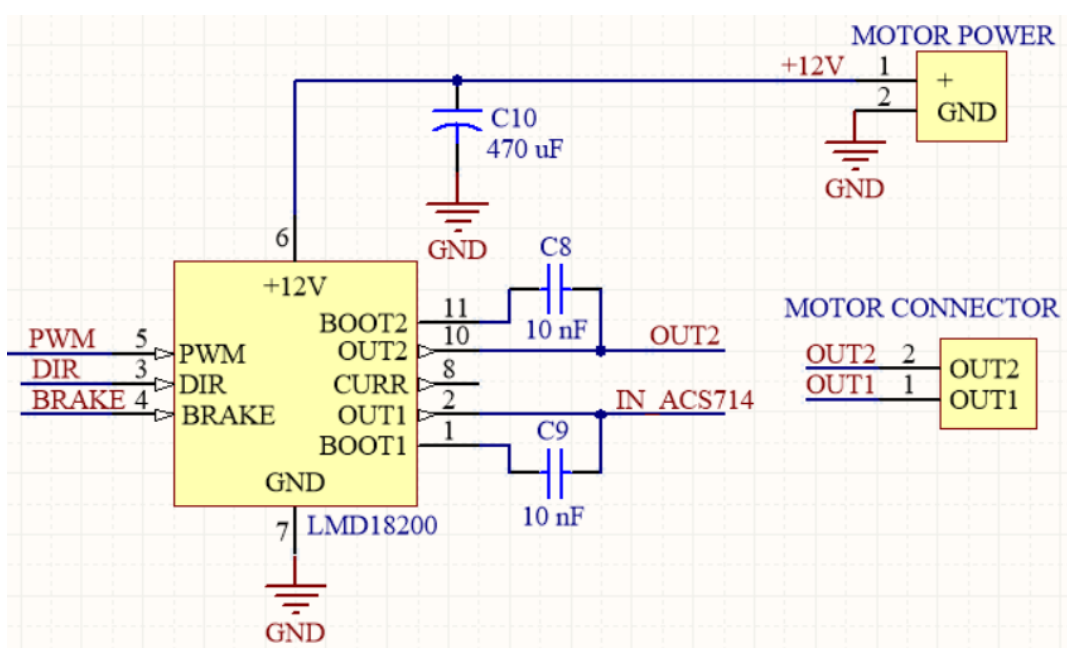 MOTOR POWER
+12V
1
+
2
GND
GND
C10
470 uF
GND
6
+12V
C8
10 nF
BOOT2
11
OUT2
10
OUT2
CURR
8
OUT1
2
IN ACS714
BOOT1
1
C9
10 nF
PWM
5
PWM
DIR
3
DIR
BRAKE
4
BRAKE
GND
7
LMD18200
GND
MOTOR CONNECTOR
OUT2
2
OUT2
OUT1
1
OUT1